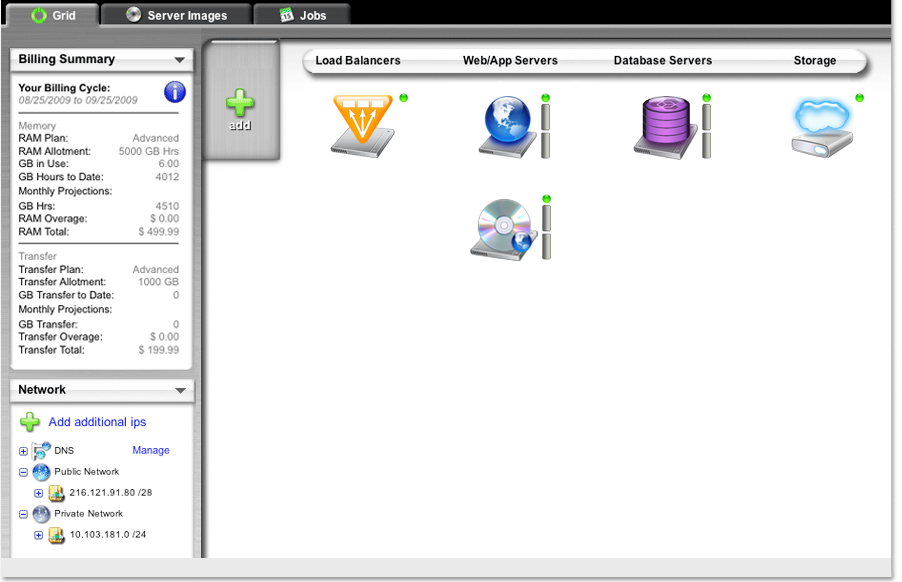 Grid Server Images Jobs
Billing Summary
Your Billing Cycle:
08/25/2009 to 09/25/2009
Memory
RAM Plan: Advanced
RAM Allotment: 5000 GB Hrs
GB in Use: 6.00
GB Hours to Date: 4012
Monthly Projections:
GB Hrs: 4510
RAM Overage: $ 0.00
RAM Total: $ 499.99
Transfer
Transfer Plan: Advanced
Transfer Allotment: 1000 GB
GB Transfer to Date: 0
Monthly Projections:
GB Transfer: 0
Transfer Overage: $ 0.00
Transfer Total: $ 199.99
Network
Add additional ips
DNS Manage
Public Network
216.121.91.80 /28
Private Network
10.103.181.0 /24
add
Load Balancers Web/App Servers Database Servers Storage